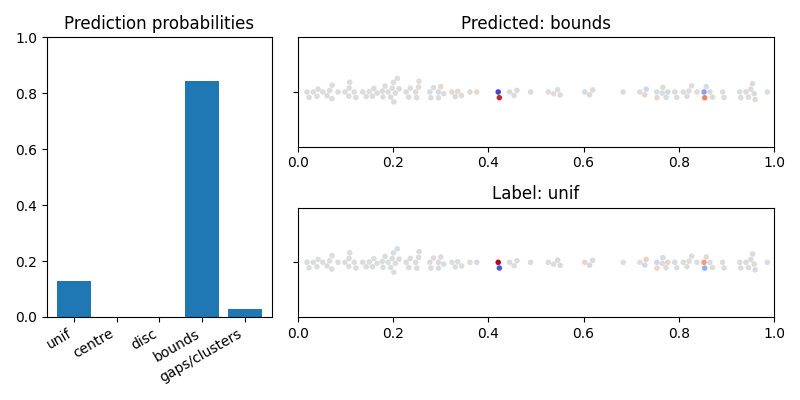 Prediction probabilities
1.0
0.8
0.6
0.4
0.2
0.0
unif
centre
disc
bounds
gaps/clusters
Predicted: bounds
0.0 0.2 0.4 0.6 0.8 1.0
Label: unif
0.0 0.2 0.4 0.6 0.8 1.0